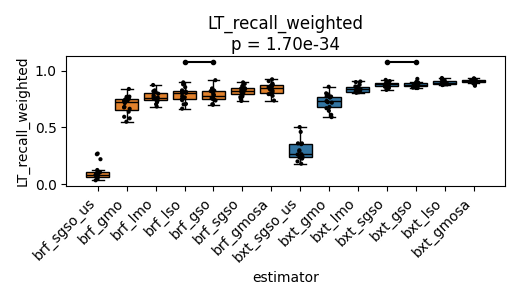 LT_recall_weighted
p = 1.70e-34
LT_recall_weighted
1.0
0.5
0.0
brf_sgso_us
brf_gmo
brf_lmo
brf_lso
brf_gso
brf_sgso
brf_gmosa
bxt_sgso_us
bxt_gmo
bxt_lmo
bxt_sgso
bxt_gso
bxt_lso
bxt_gmosa
estimator